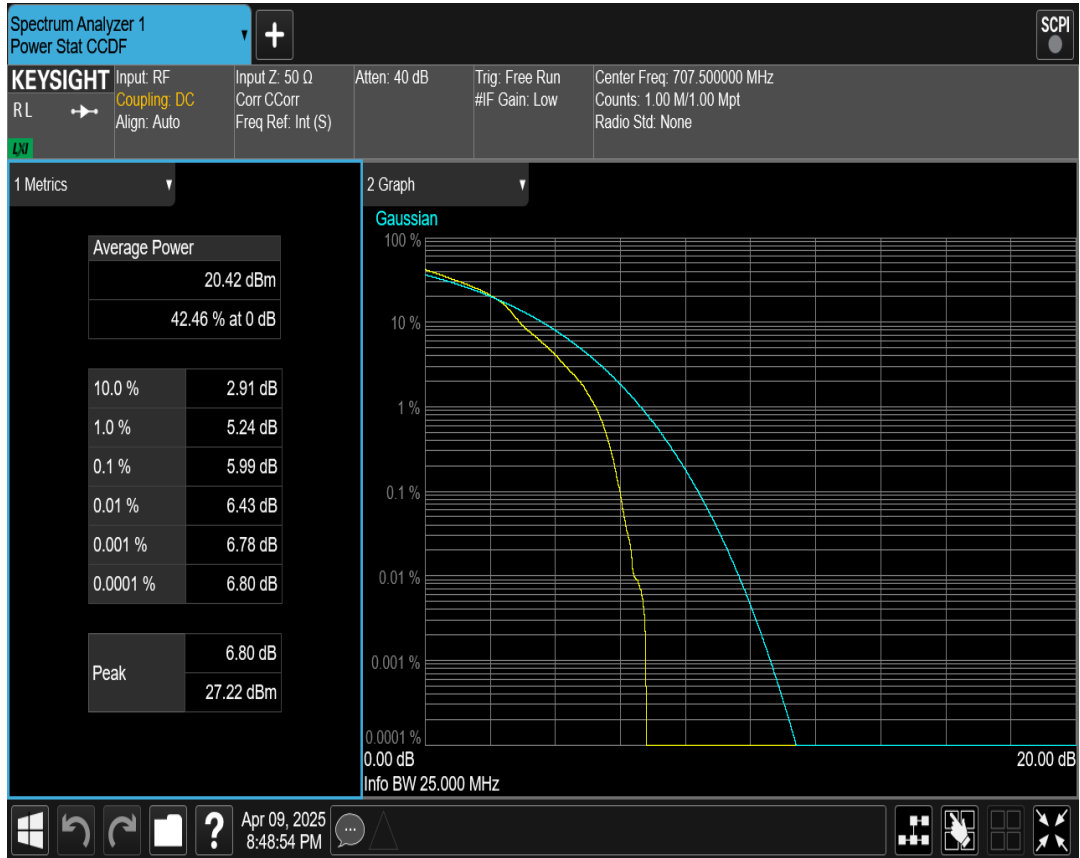 Spectrum Analyzer 1
Power Stat CCDF
+
SCPI
KEYSIGHT
RL
LXI
Input: RF
Coupling: DC
Align: Auto
Input Z: 50 Ω
Corr CCorr
Freq Ref: Int (S)
Atten: 40 dB
Trig: Free Run
#IF Gain: Low
Center Freq: 707.500000 MHz
Counts: 1.00 M/1.00 Mpt
Radio Std: None
1 Metrics
Average Power
20.42 dBm
42.46 % at 0 dB
10.0 % 2.91 dB
1.0 % 5.24 dB
0.1 % 5.99 dB
0.01 % 6.43 dB
0.001 % 6.78 dB
0.0001 % 6.80 dB
Peak
6.80 dB
27.22 dBm
2 Graph
Gaussian
100 %
10 %
1 %
0.1 %
0.01 %
0.001 %
0.0001 %
0.00 dB 20.00 dB
Info BW 25.000 MHz
?
Apr 09, 2025
8:48:54 PM